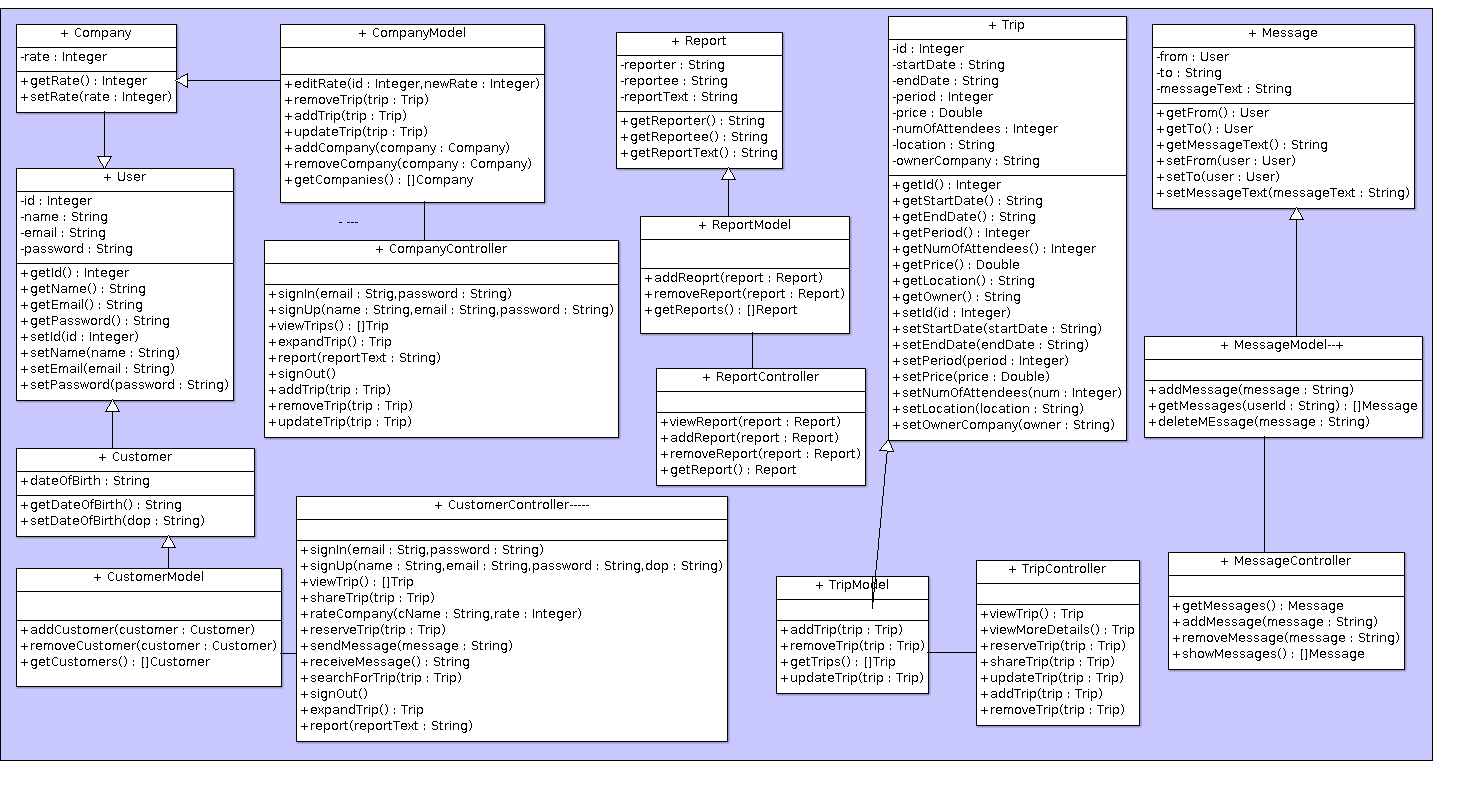 + Company
-rate : Integer
+getRate() : Integer
+setRate(rate : Integer)
+ CompanyModel
+editRate(id : Integer,newRate : Integer)
+removeTrip(trip : Trip)
+addTrip(trip : Trip)
+updateTrip(trip : Trip)
+addCompany(company : Company)
+removeCompany(company : Company)
+getCompanies() : []Company
+ Report
-reporter : String
-reportee : String
-reportText : String
+getReporter() : String
+getReportee() : String
+getReportText() : String
+ Trip
-id : Integer
-startDate : String
-endDate : String
-period : Integer
-price : Double
-numOfAttendees : Integer
-location : String
-ownerCompany : String
+getId() : Integer
+getStartDate() : String
+getEndDate() : String
+getPeriod() : Integer
+getNumOfAttendees() : Integer
+getPrice() : Double
+getLocation() : String
+getOwner() : String
+setId(id : Integer)
+setStartDate(startDate : String)
+setEndDate(endDate : String)
+setPeriod(period : Integer)
+setPrice(price : Double)
+setNumOfAttendees(num : Integer)
+setLocation(location : String)
+setOwnerCompany(owner : String)
+ Message
-from : User
-to : String
-messageText : String
+getFrom() : User
+getTo() : User
+getMessageText() : String
+setFrom(user : User)
+setTo(user : User)
+setMessageText(messageText : String)
+ User
-id : Integer
-name : String
-email : String
-password : String
+getId() : Integer
+getName() : String
+getEmail() : String
+getPassword() : String
+setId(id : Integer)
+setName(name : String)
+setEmail(email : String)
+setPassword(password : String)
- ---
+ CompanyController
+signIn(email : Strig,password : String)
+signUp(name : String,email : String,password : String)
+viewTrips() : []Trip
+expandTrip() : Trip
+report(reportText : String)
+signOut()
+addTrip(trip : Trip)
+removeTrip(trip : Trip)
+updateTrip(trip : Trip)
+ ReportModel
+addReoprt(report : Report)
+removeReport(report : Report)
+getReports() : []Report
+ ReportController
+viewReport(report : Report)
+addReport(report : Report)
+removeReport(report : Report)
+getReport() : Report
+ MessageModel--+
+addMessage(message : String)
+getMessages(userId : String) : []Message
+deleteMEssage(message : String)
+ Customer
+dateOfBirth : String
+getDateOfBirth() : String
+setDateOfBirth(dop : String)
+ CustomerModel
+addCustomer(customer : Customer)
+removeCustomer(customer : Customer)
+getCustomers() : []Customer
+ CustomerController-----
+signIn(email : Strig,password : String)
+signUp(name : String,email : String,password : String,dop : String)
+viewTrip() : []Trip
+shareTrip(trip : Trip)
+rateCompany(cName : String,rate : Integer)
+reserveTrip(trip : Trip)
+sendMessage(message : String)
+receiveMessage() : String
+searchForTrip(trip : Trip)
+signOut()
+expandTrip() : Trip
+report(reportText : String)
+ TripModel
+addTrip(trip : Trip)
+removeTrip(trip : Trip)
+getTrips() : []Trip
+updateTrip(trip : Trip)
+ TripController
+viewTrip() : Trip
+viewMoreDetails() : Trip
+reserveTrip(trip : Trip)
+shareTrip(trip : Trip)
+updateTrip(trip : Trip)
+addTrip(trip : Trip)
+removeTrip(trip : Trip)
+ MessageController
+getMessages() : Message
+addMessage(message : String)
+removeMessage(message : String)
+showMessages() : []Message